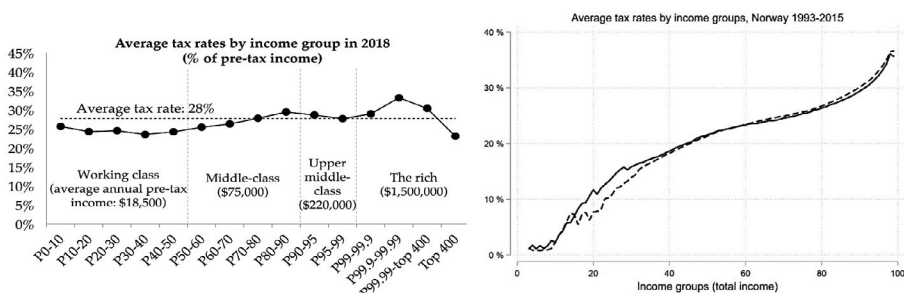 Average tax rates by income group in 2018
(% of pre-tax income)
45%
40%
35%
30%
25%
20%
15%
10%
5%
0%
Average tax rate: 28%
Working class
(average annual pre-tax
income: $18,500)
Middle-class
($75,000)
Upper
middle-
class
($220,000)
The rich
($1,500,000)
P0-10
P10-20
P20-30
P30-40
P40-50
P50-60
P60-70
P70-80
P80-90
P90-95
P95-99
P99-99.9
P99.9-99.99
P99.99-top 400
Top 400
Average tax rates by income groups, Norway 1993-2015
40 %
30 %
20 %
10 %
0 %
0
20
40
60
80
100
Income groups (total income)